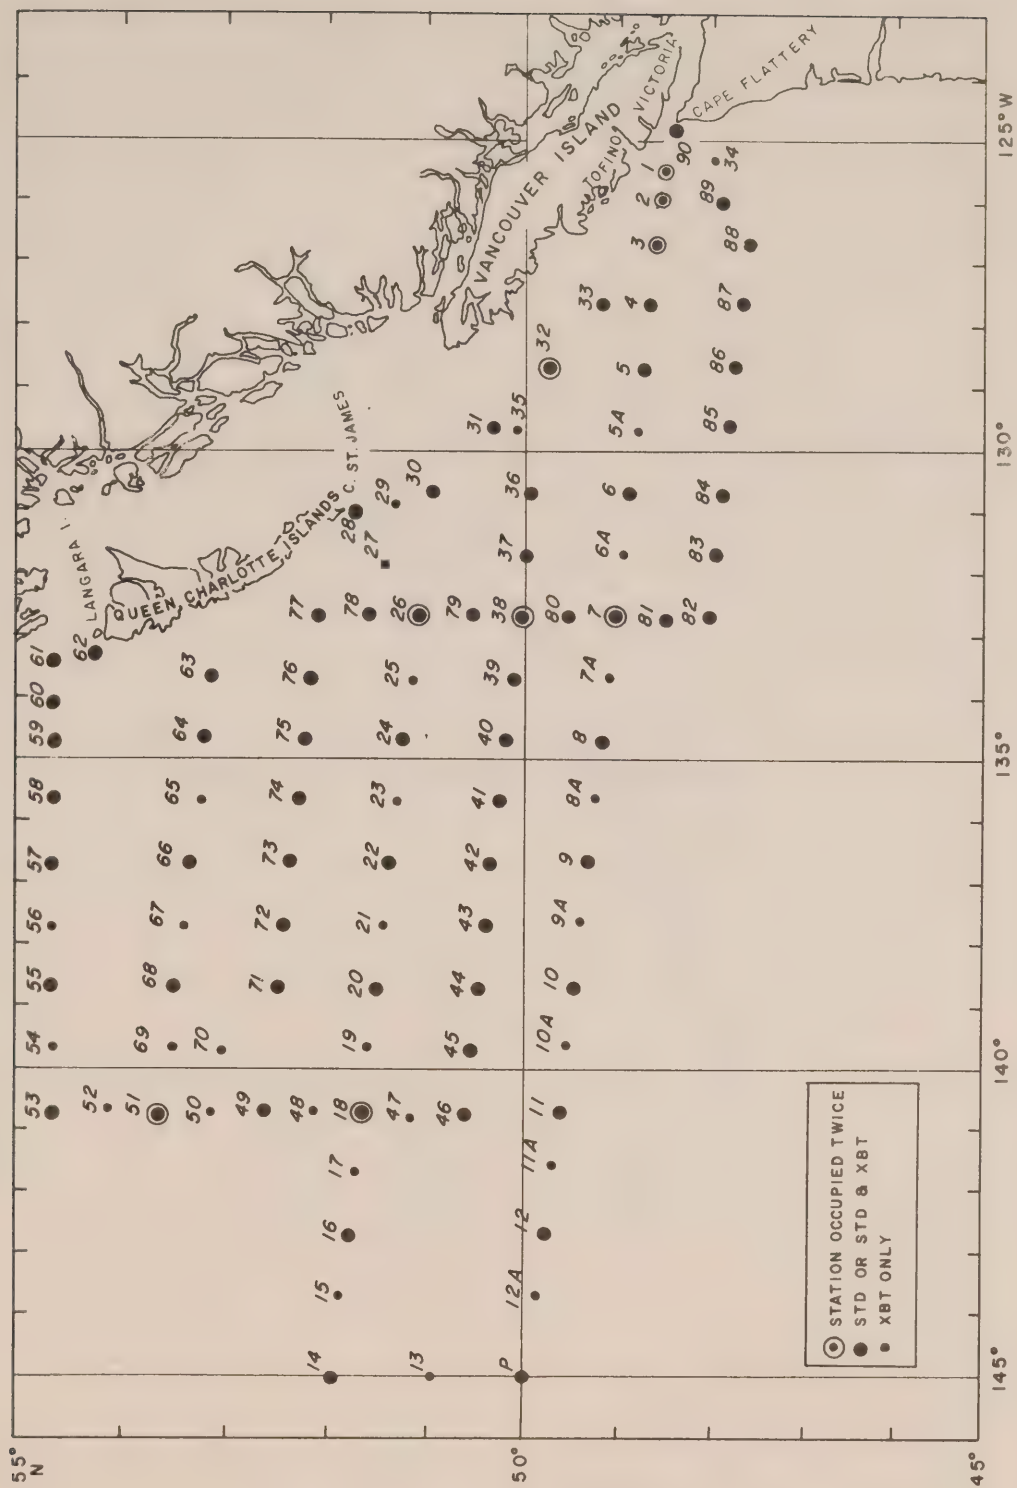 55°
N
53 54 55 56 57 58 59 60 61
52
62 LANGARA I.
51 69 68 67 66 65 64 63
QUEEN CHARLOTTE ISLANDS
50 70
49 71 72 73 74 75 76 77
48
14 15 16 17 18 19 20 21 22 23 24 25 26 78
27 28 C. ST. JAMES
29
13 47 30
46 45 44 43 42 41 40 39 79 31
VANCOUVER ISLAND
50°
P 12A 12 11A 11 38 37 36 35
10A 10 9A 9 8A 8 7A 80 32
TOFINO
7 6A 6 5A 5 4 33
3 2 1
VICTORIA
81 90
CAPE FLATTERY
82 83 84 85 86 87 88 89 34
STATION OCCUPIED TWICE
STD OR STD & XBT
XBT ONLY
45°
145° 140° 135° 130° 125°W